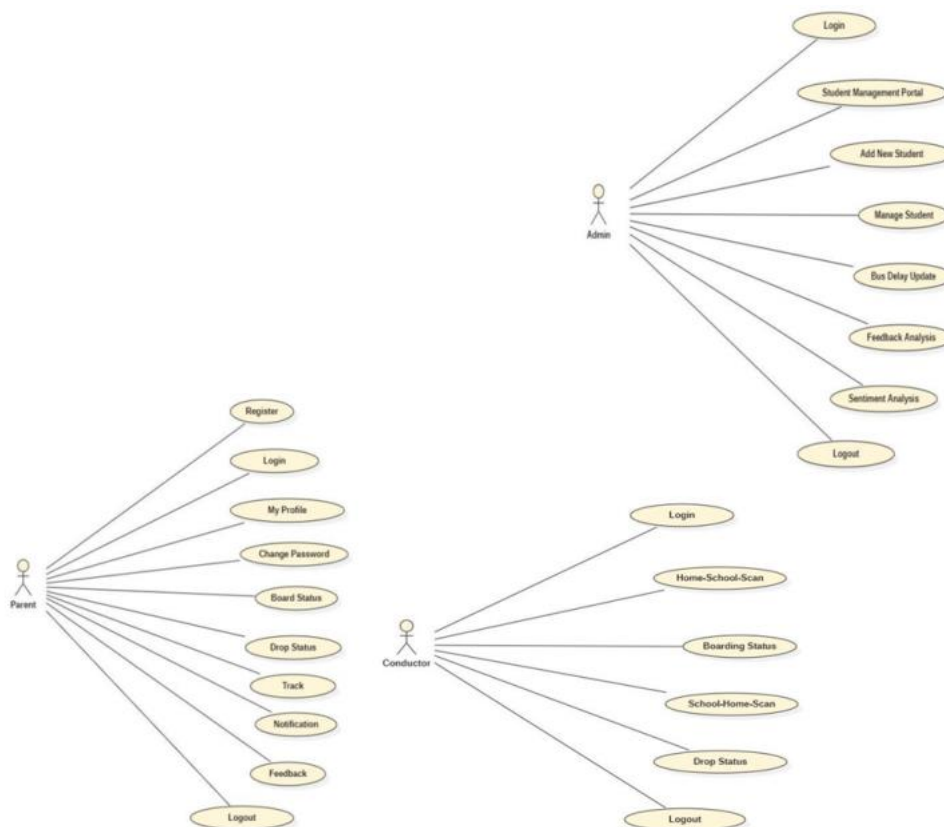 Login
Student Management Portal
Add New Student
Manage Student
Admin
Bus Delay Update
Feedback Analysis
Sentiment Analysis
Logout
Register
Login
My Profile
Change Password
Parent
Board Status
Drop Status
Track
Notification
Feedback
Logout
Login
Home-School-Scan
Boarding Status
Conductor
School-Home-Scan
Drop Status
Logout